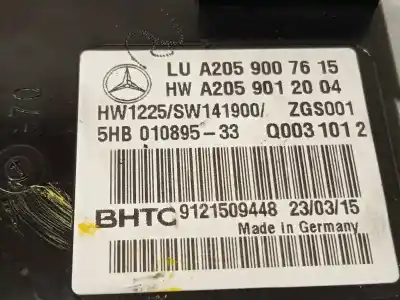 LU A205 900 76 15
HW A205 901 20 04
HW1225/SW141900/ ZGS001
5HB 010895-33 Q003 101 2
BHTC 9121509448 23/03/15
Made in Germany
-70